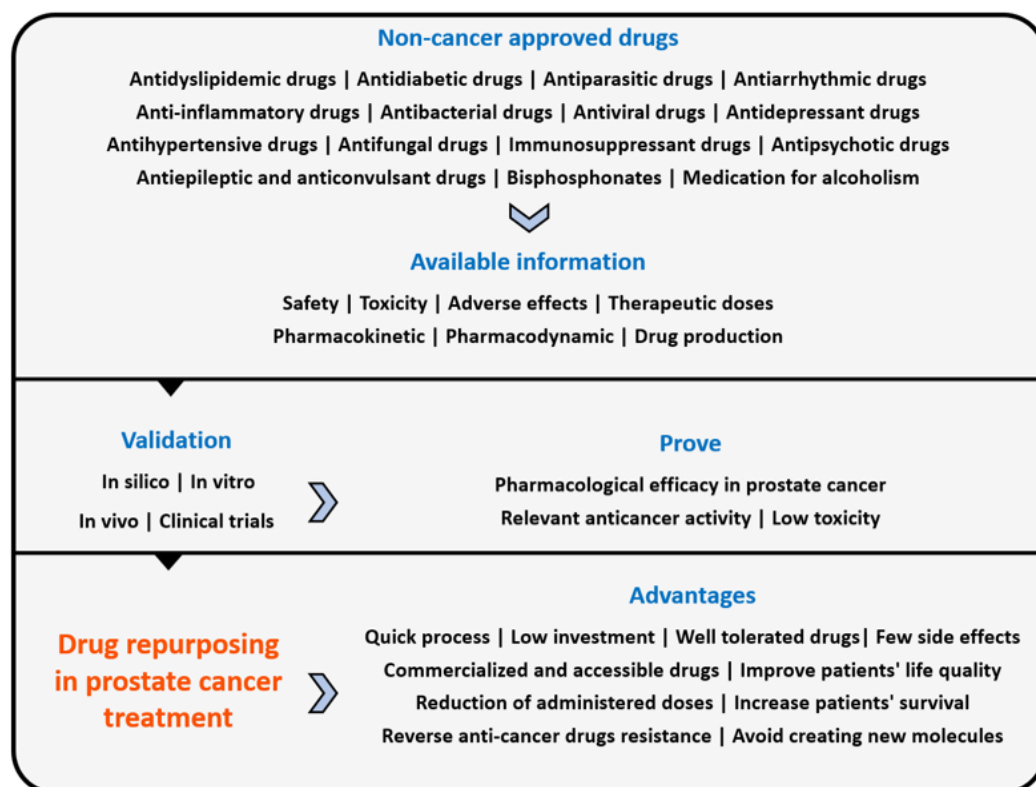 Non-cancer approved drugs
Antidyslipidemic drugs | Antidiabetic drugs | Antiparasitic drugs | Antiarrhythmic drugs
Anti-inflammatory drugs | Antibacterial drugs | Antiviral drugs | Antidepressant drugs
Antihypertensive drugs | Antifungal drugs | Immunosuppressant drugs | Antipsychotic drugs
Antiepileptic and anticonvulsant drugs | Bisphosphonates | Medication for alcoholism
Available information
Safety | Toxicity | Adverse effects | Therapeutic doses
Pharmacokinetic | Pharmacodynamic | Drug production
Validation
In silico | In vitro
In vivo | Clinical trials
Prove
Pharmacological efficacy in prostate cancer
Relevant anticancer activity | Low toxicity
Drug repurposing
in prostate cancer
treatment
Advantages
Quick process | Low investment | Well tolerated drugs| Few side effects
Commercialized and accessible drugs | Improve patients' life quality
Reduction of administered doses | Increase patients' survival
Reverse anti-cancer drugs resistance | Avoid creating new molecules